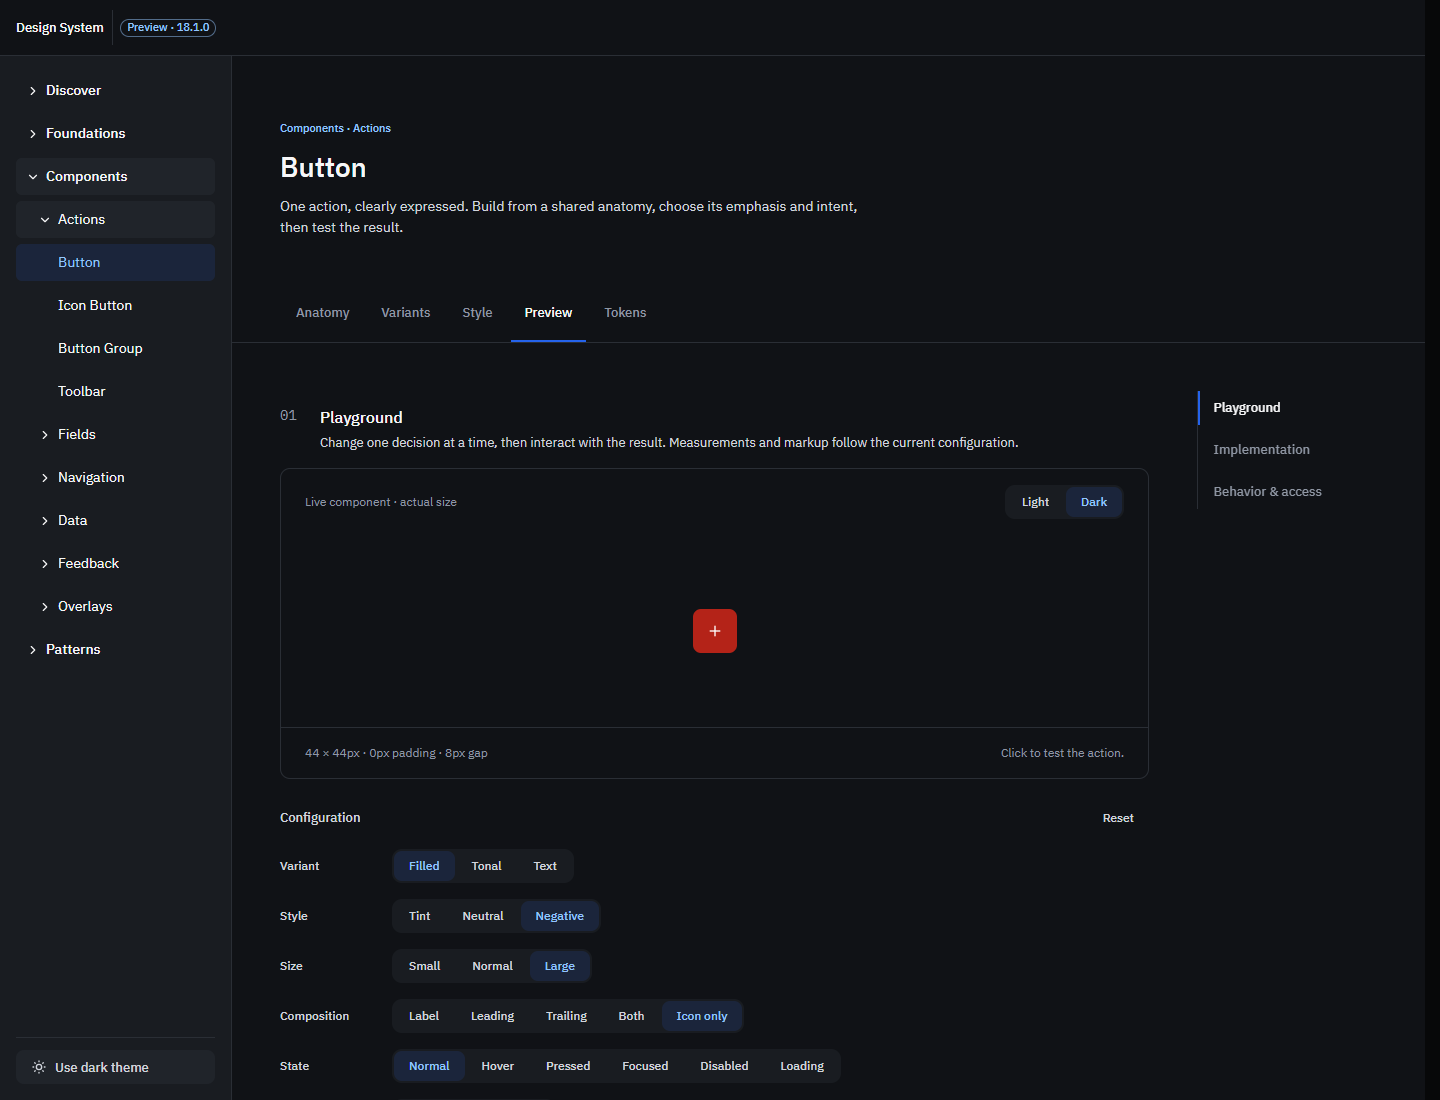 Design System
Preview · 18.1.0
Discover
Foundations
Components
Actions
Button
Icon Button
Button Group
Toolbar
Fields
Navigation
Data
Feedback
Overlays
Patterns
Use dark theme
Components · Actions
Button
One action, clearly expressed. Build from a shared anatomy, choose its emphasis and intent,
then test the result.
Anatomy Variants Style Preview Tokens
01 Playground
Change one decision at a time, then interact with the result. Measurements and markup follow the current configuration.
Live component · actual size
Light Dark
44 × 44px · 0px padding · 8px gap
Click to test the action.
Configuration
Reset
Variant Filled Tonal Text
Style Tint Neutral Negative
Size Small Normal Large
Composition Label Leading Trailing Both Icon only
State Normal Hover Pressed Focused Disabled Loading
Playground
Implementation
Behavior & access